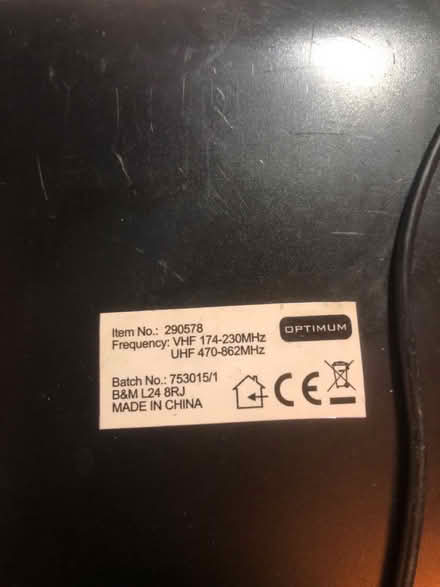 Item No.: 290578
Frequency: VHF 174-230MHz
UHF 470-862MHz
OPTIMUM
Batch No.: 753015/1
B&M L24 8RJ
MADE IN CHINA
CE